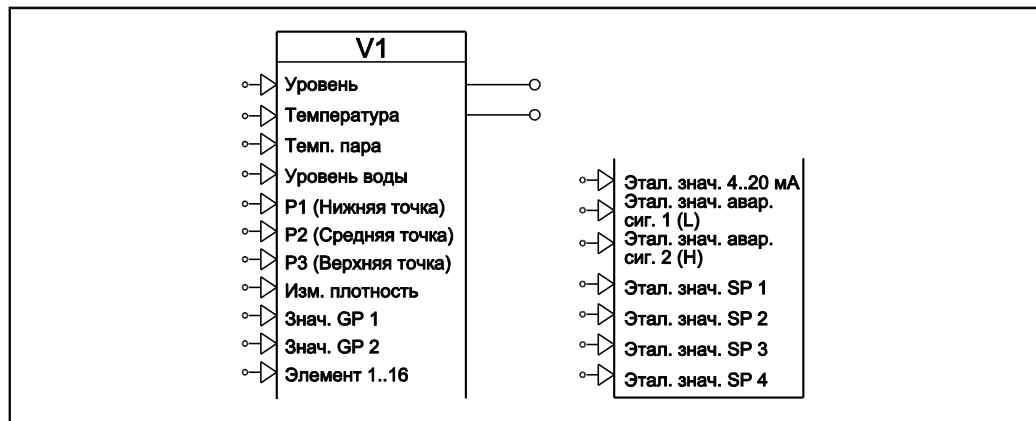 V1
Уровень
Температура
Темп. пара
Уровень воды
P1 (Нижняя точка)
P2 (Средняя точка)
P3 (Верхняя точка)
Изм. плотность
Знач. GP 1
Знач. GP 2
Элемент 1..16
Этал. знач. 4..20 мА
Этал. знач. авар.
сиг. 1 (L)
Этал. знач. авар.
сиг. 2 (H)
Этал. знач. SP 1
Этал. знач. SP 2
Этал. знач. SP 3
Этал. знач. SP 4